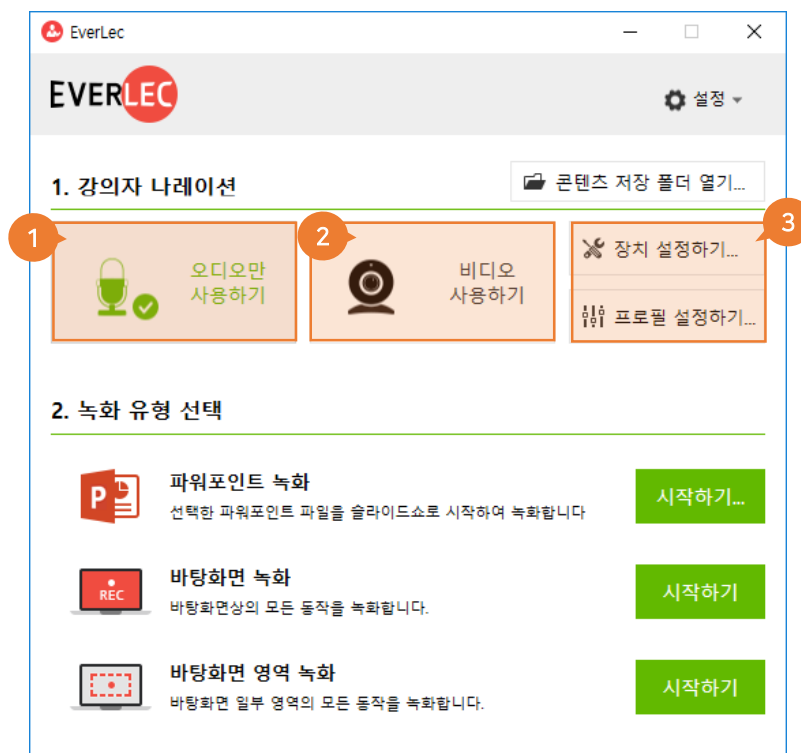 EverLec
EVERLEC
설정
1. 강의자 나레이션
콘텐츠 저장 폴더 열기...
1
오디오만
사용하기
2
비디오
사용하기
3
장치 설정하기...
프로필 설정하기...
2. 녹화 유형 선택
P
파워포인트 녹화
선택한 파워포인트 파일을 슬라이드쇼로 시작하여 녹화합니다
시작하기...
REC
바탕화면 녹화
바탕화면상의 모든 동작을 녹화합니다.
시작하기
바탕화면 영역 녹화
바탕화면 일부 영역의 모든 동작을 녹화합니다.
시작하기